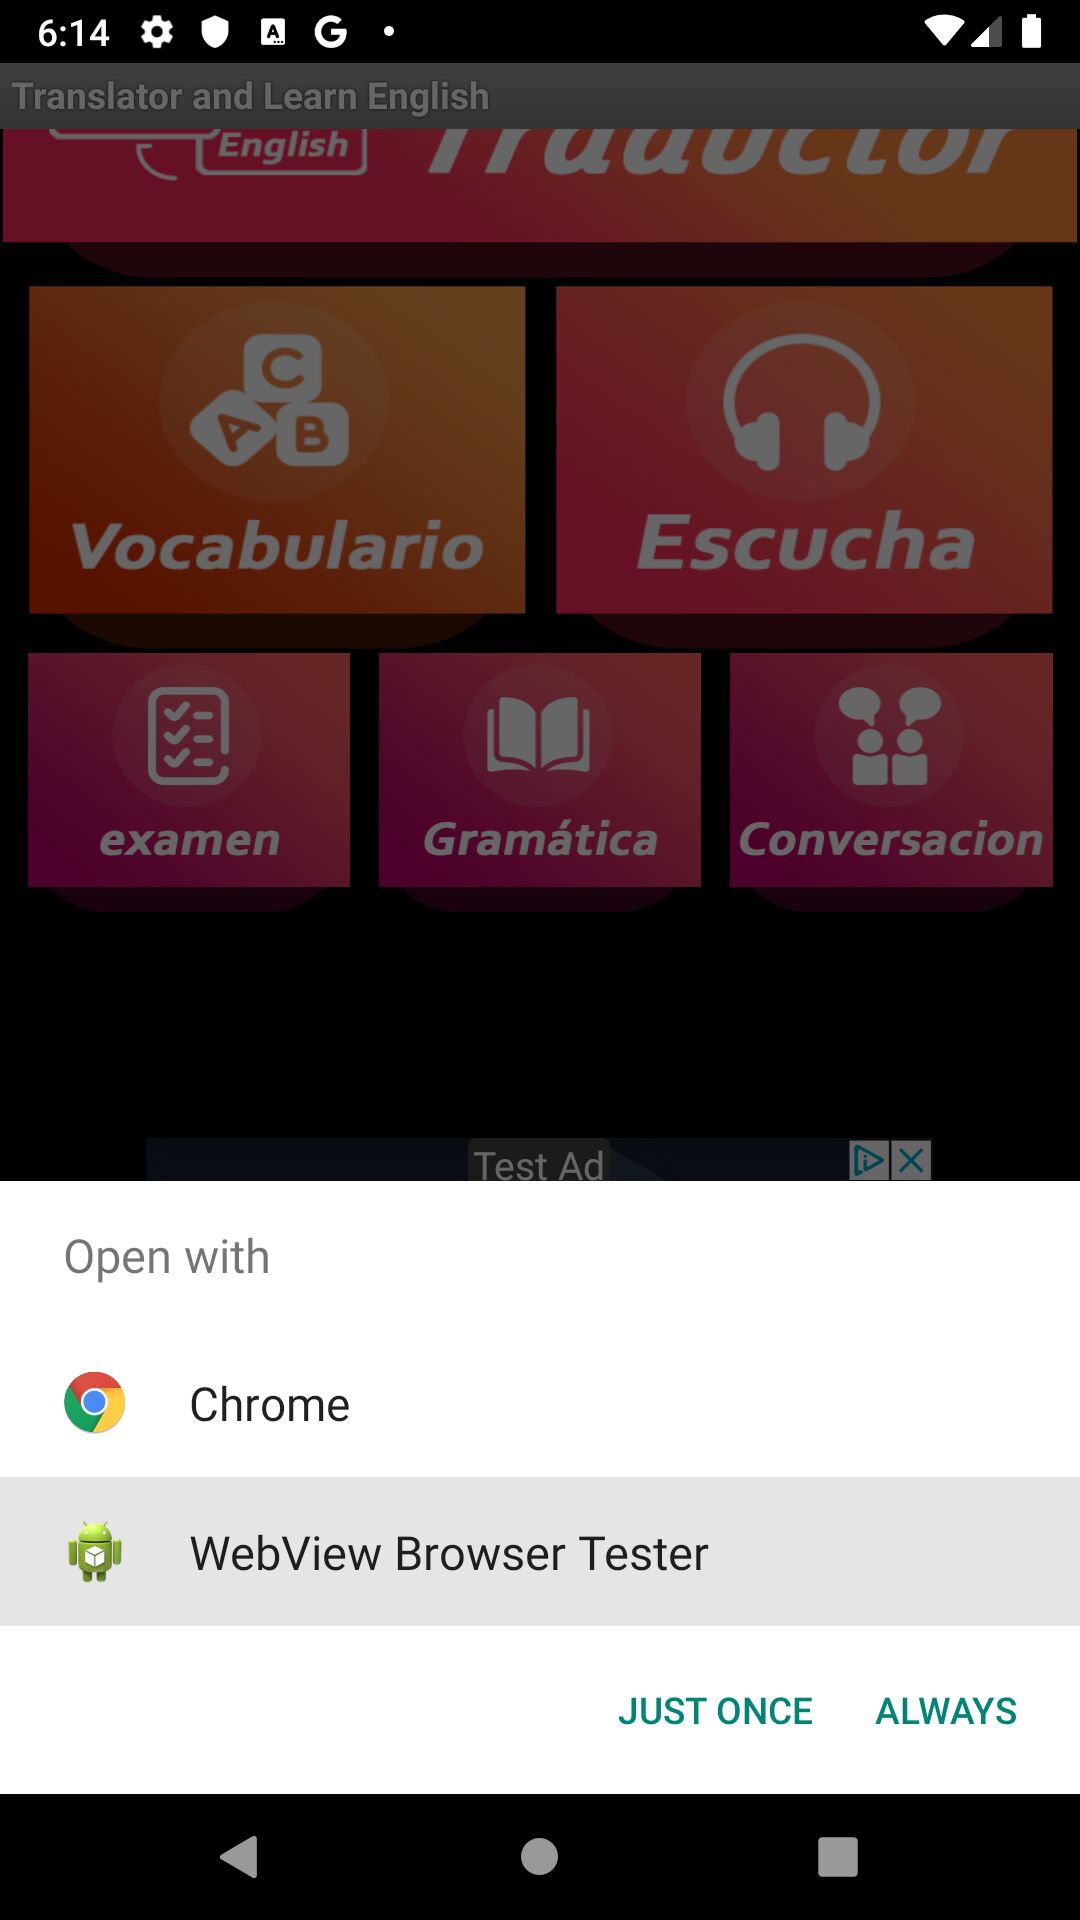 6:14
Translator and Learn English
English
Traductor
C
A B
Vocabulario
Escucha
examen
Gramática
Conversacion
Test Ad
Open with
Chrome
WebView Browser Tester
JUST ONCE
ALWAYS